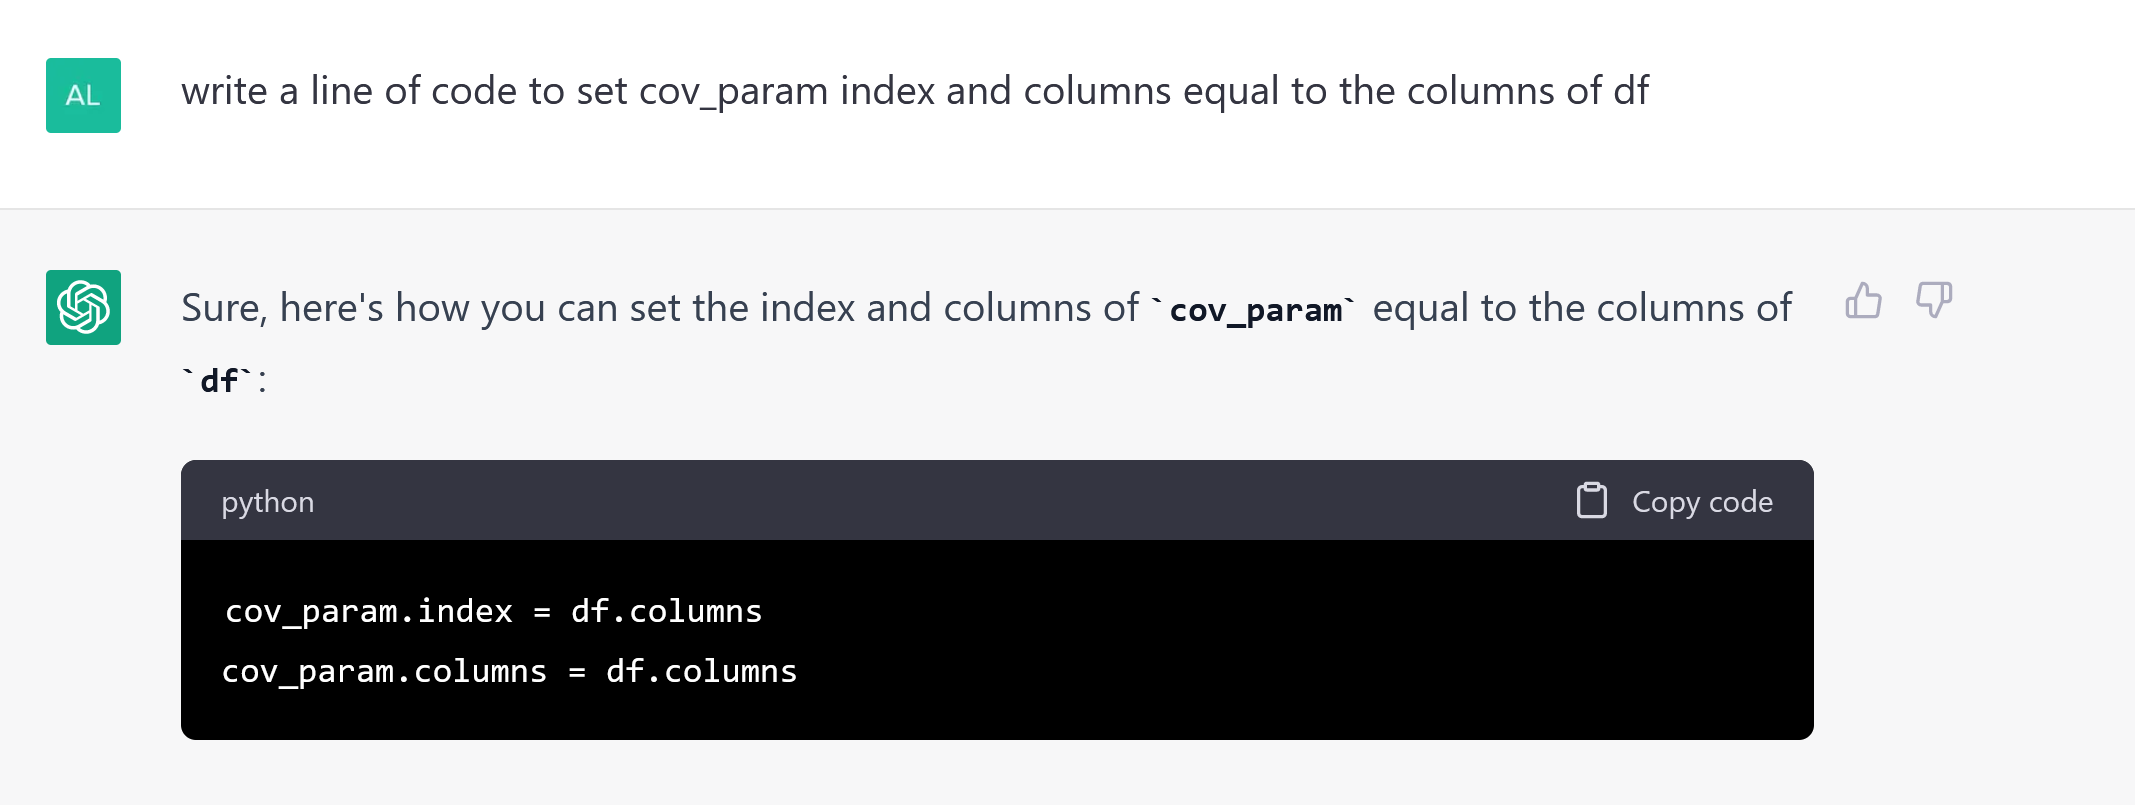 AL
write a line of code to set cov_param index and columns equal to the columns of df
Sure, here's how you can set the index and columns of `cov_param` equal to the columns of
`df`:
python
Copy code
cov_param.index = df.columns
cov_param.columns = df.columns